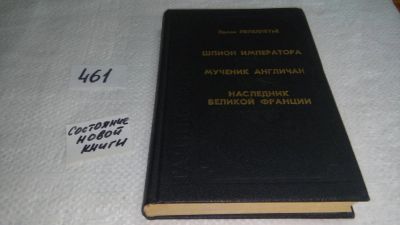 Эдмон ЛЕПЕЛЛЕТЬЕ
ШПИОН ИМПЕРАТОРА
МУЧЕНИК АНГЛИЧАН
НАСЛЕДНИК
ВЕЛИКОЙ ФРАНЦИИ
461
СОСТОЯНИЕ
НОВОЙ
КНИГИ